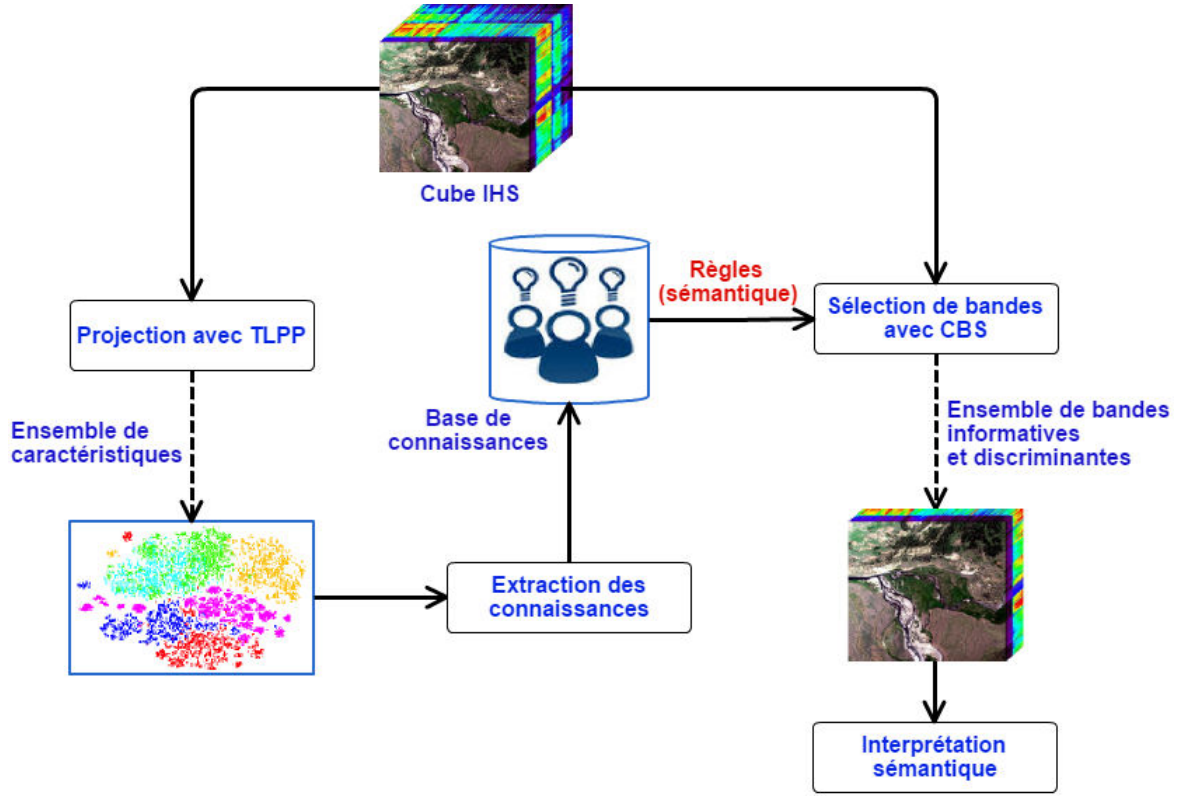 Cube IHS
Règles
(sémantique)
Projection avec TLPP
Sélection de bandes
avec CBS
Base de
connaissances
Ensemble de
caractéristiques
Ensemble de bandes
informatives
et discriminantes
Extraction des
connaissances
Interprétation
sémantique